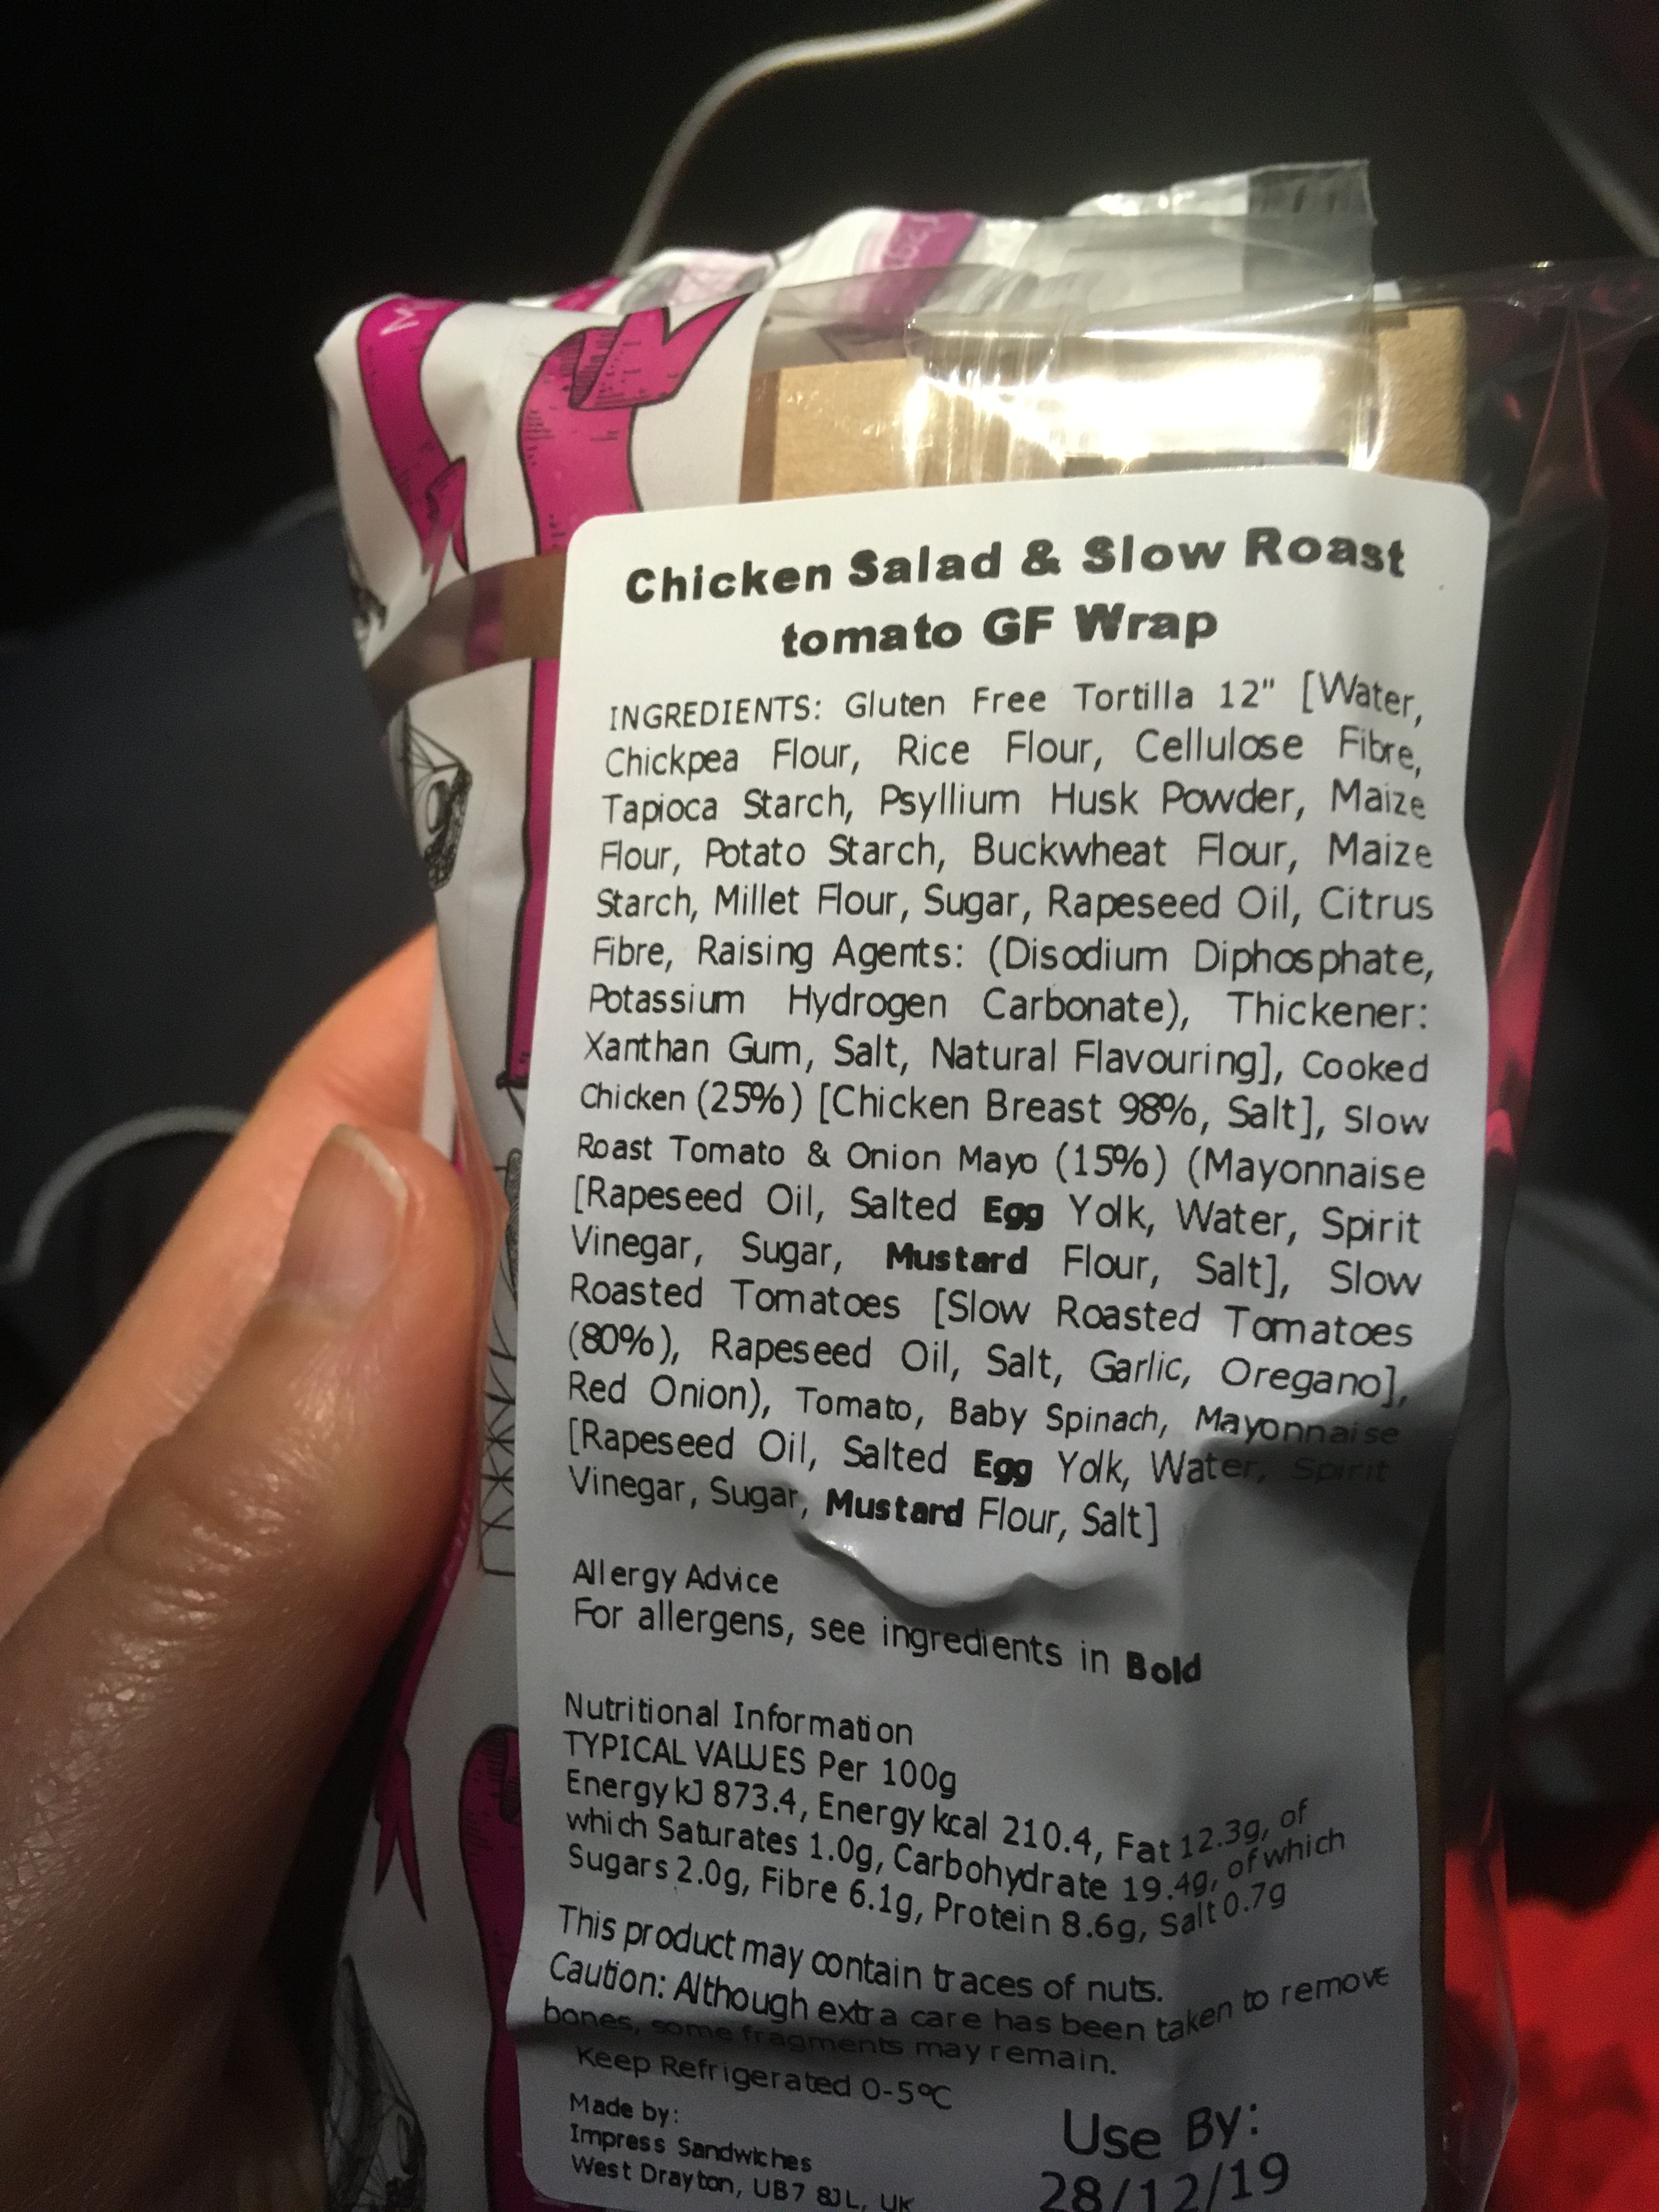 Chicken Salad & Slow Roast
tomato GF Wrap
INGREDIENTS: Gluten Free Tortilla 12" [Water,
Chickpea Flour, Rice Flour, Cellulose Fibre,
Tapioca Starch, Psyllium Husk Powder, Maize
Flour, Potato Starch, Buckwheat Flour, Maize
Starch, Millet Flour, Sugar, Rapeseed Oil, Citrus
Fibre, Raising Agents: (Disodium Diphosphate,
Potassium Hydrogen Carbonate), Thickener:
Xanthan Gum, Salt, Natural Flavouring], Cooked
Chicken (25%) [Chicken Breast 98%, Salt], Slow
Roast Tomato & Onion Mayo (15%) (Mayonnaise
[Rapeseed Oil, Salted Egg Yolk, Water, Spirit
Vinegar, Sugar, Mustard Flour, Salt], Slow
Roasted Tomatoes [Slow Roasted Tomatoes
(80%), Rapeseed Oil, Salt, Garlic, Oregano],
Red Onion), Tomato, Baby Spinach, Mayonnaise
[Rapeseed Oil, Salted Egg Yolk, Water, Spirit
Vinegar, Sugar, Mustard Flour, Salt]
Allergy Advice
For allergens, see ingredients in Bold
Nutritional Information
TYPICAL VALUES Per 100g
Energy kJ 873.4, Energy kcal 210.4, Fat 12.3g, of
which Saturates 1.0g, Carbohydrate 19.4g, of which
Sugars 2.0g, Fibre 6.1g, Protein 8.6g, Salt 0.7g
This product may contain traces of nuts.
Caution: Although extra care has been taken to remove
bones, some fragments may remain.
Keep Refrigerated 0-5°C
Made by:
Impress Sandwiches
West Drayton, UB7 8JL, UK
Use By:
28/12/19